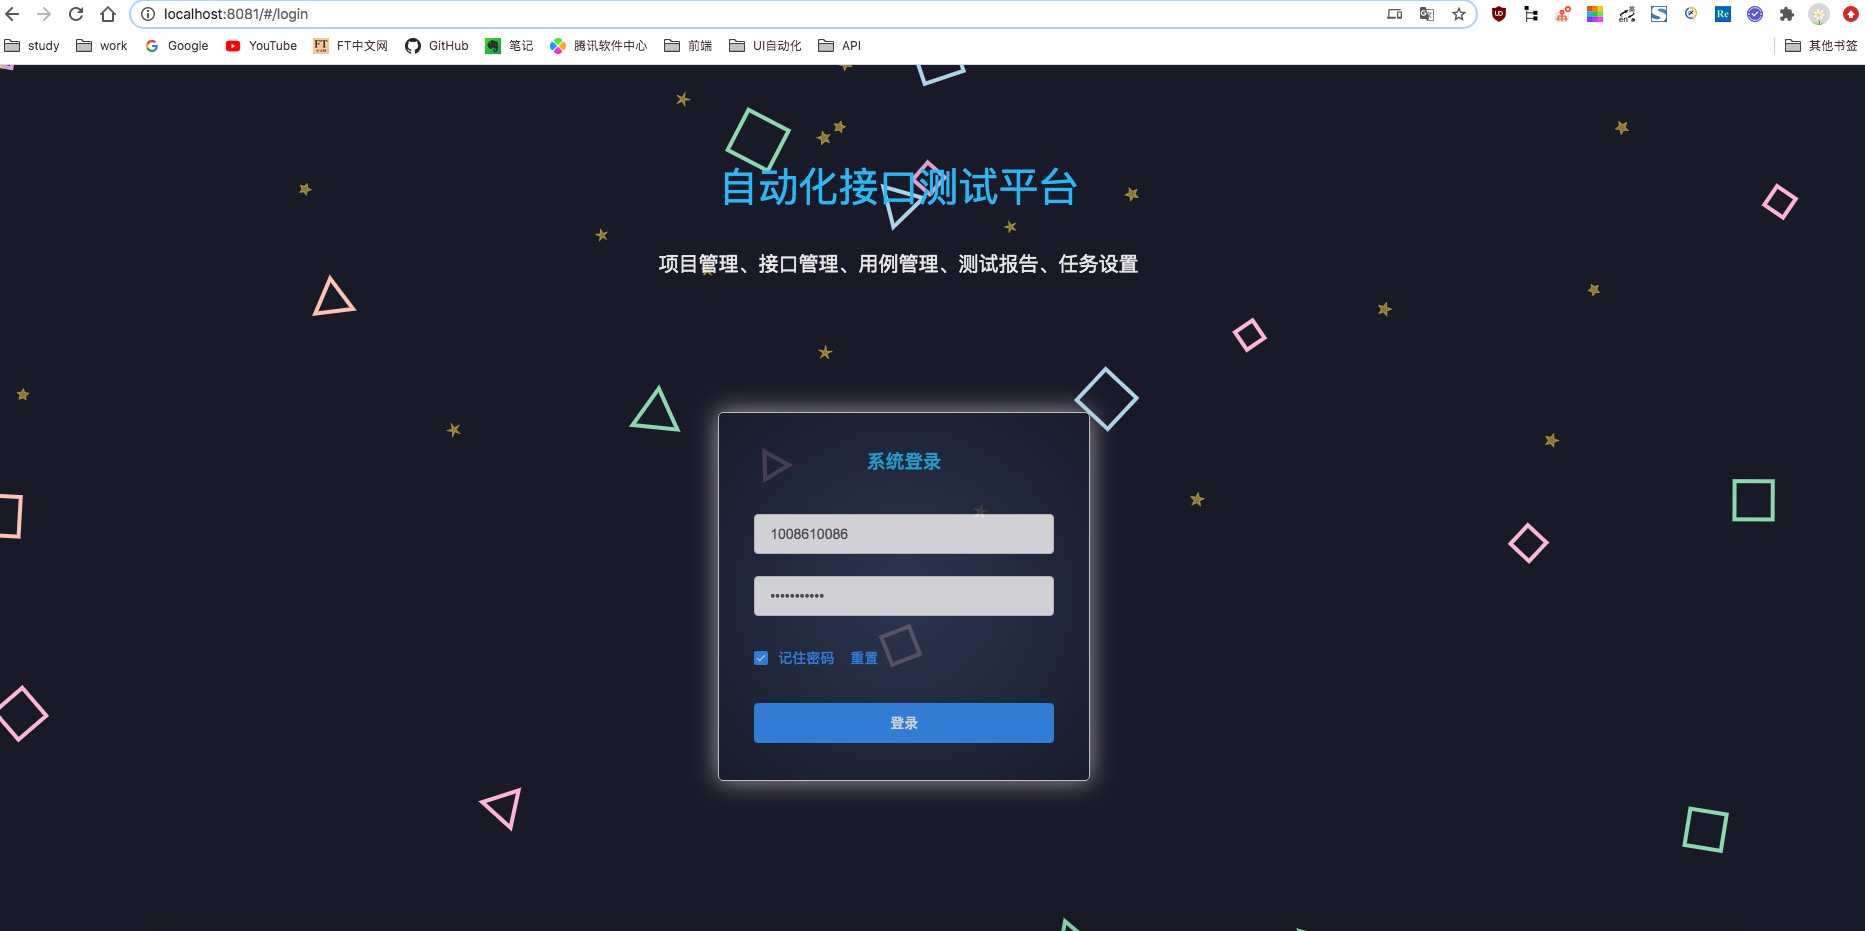 localhost:8081/#/login
study work Google YouTube FT中文网 GitHub 笔记 腾讯软件中心 前端 UI自动化 API 其他书签
自动化接口测试平台
项目管理、接口管理、用例管理、测试报告、任务设置
系统登录
1008610086
•••••••••••
记住密码 重置
登录